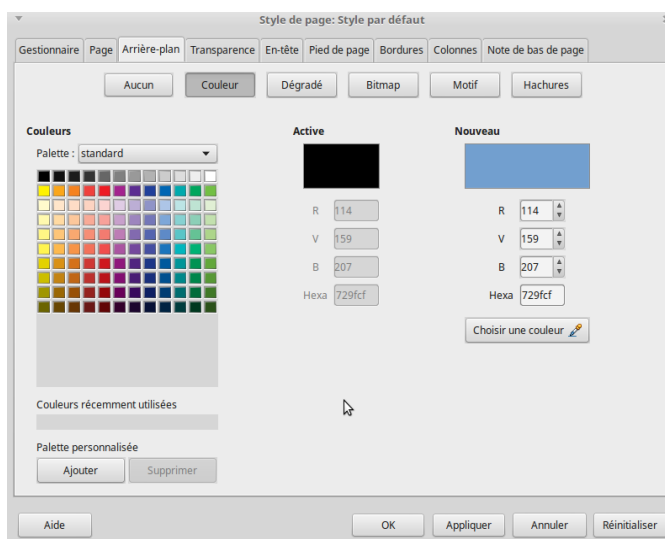 Style de page: Style par défaut
Gestionnaire Page Arrière-plan Transparence En-tête Pied de page Bordures Colonnes Note de bas de page
Aucun Couleur Dégradé Bitmap Motif Hachures
Couleurs Active Nouveau
Palette : standard
R 114 R 114
V 159 V 159
B 207 B 207
Hexa 729fcf Hexa 729fcf
Choisir une couleur
Couleurs récemment utilisées
Palette personnalisée
Ajouter Supprimer
Aide OK Appliquer Annuler Réinitialiser